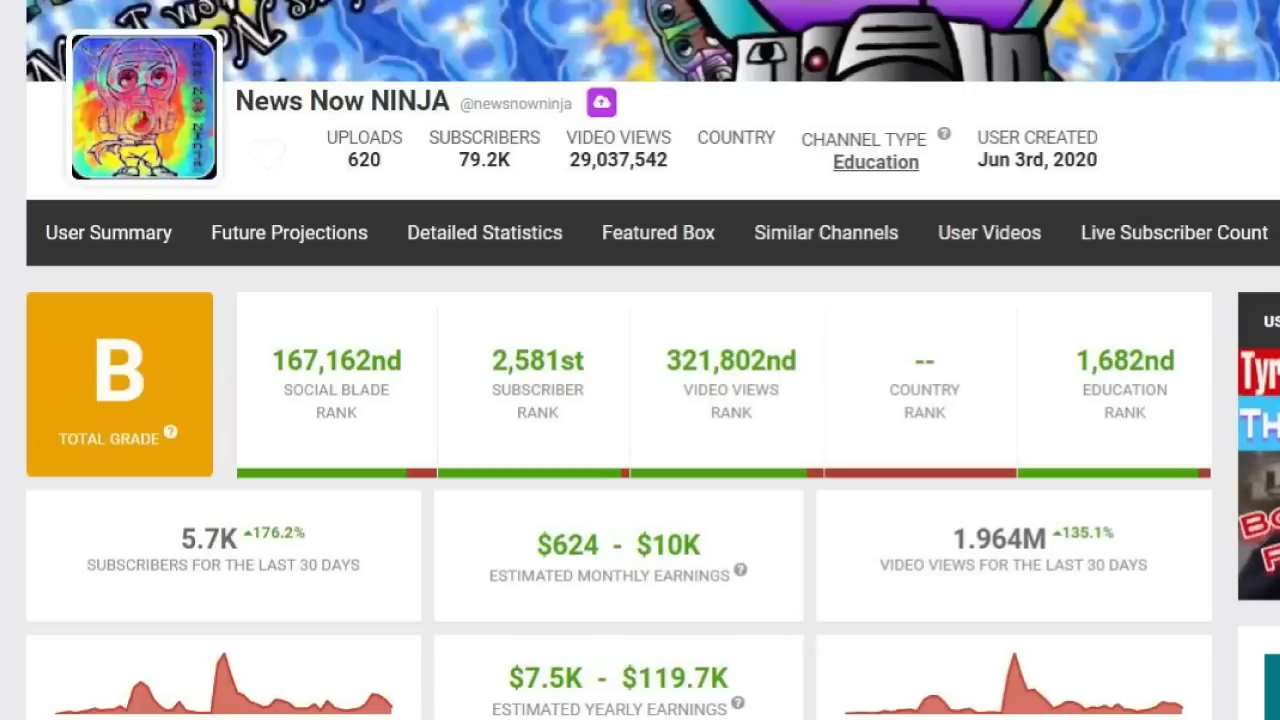 News Now NINJA @newsnowninja
UPLOADS SUBSCRIBERS VIDEO VIEWS COUNTRY CHANNEL TYPE ? USER CREATED
620 79.2K 29,037,542 Education Jun 3rd, 2020
User Summary Future Projections Detailed Statistics Featured Box Similar Channels User Videos Live Subscriber Count
B
TOTAL GRADE ?
167,162nd 2,581st 321,802nd -- 1,682nd
SOCIAL BLADE SUBSCRIBER VIDEO VIEWS COUNTRY EDUCATION
RANK RANK RANK RANK RANK
5.7K 176.2%
SUBSCRIBERS FOR THE LAST 30 DAYS
$624 - $10K
ESTIMATED MONTHLY EARNINGS ?
1.964M 135.1%
VIDEO VIEWS FOR THE LAST 30 DAYS
$7.5K - $119.7K
ESTIMATED YEARLY EARNINGS ?